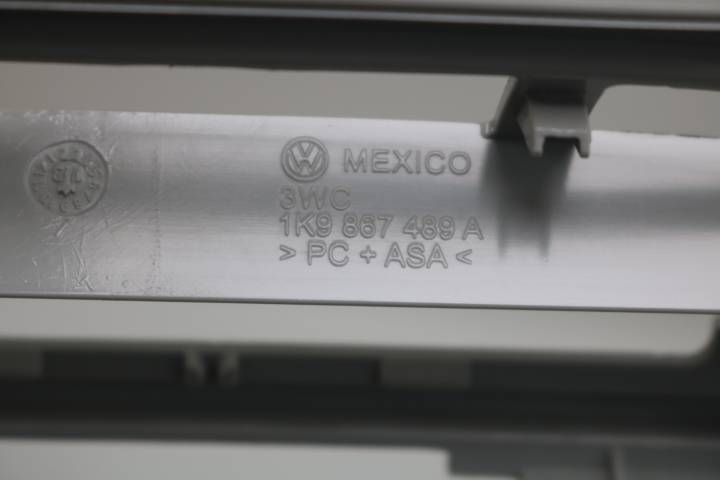 MEXICO
3WC
1K9 867 489 A
> PC + ASA <